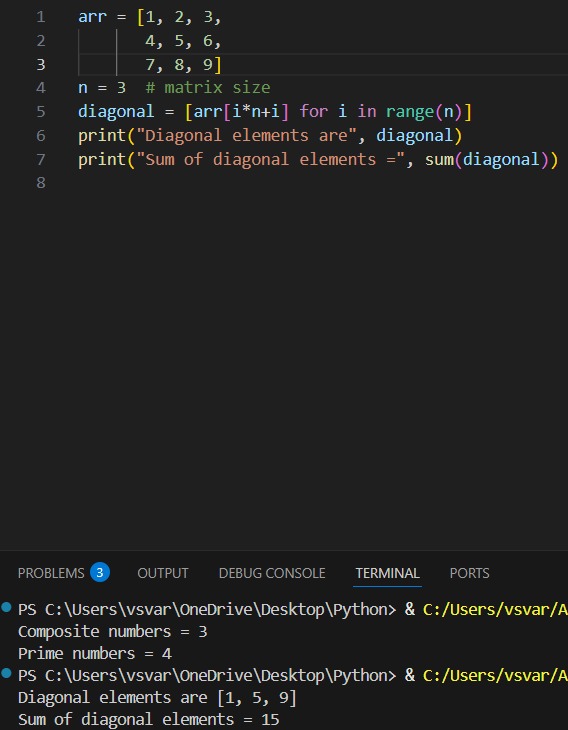 1 arr = [1, 2, 3,
2 4, 5, 6,
3 7, 8, 9]
4 n = 3  # matrix size
5 diagonal = [arr[i*n+i] for i in range(n)]
6 print("Diagonal elements are", diagonal)
7 print("Sum of diagonal elements =", sum(diagonal))
8
PROBLEMS 3 OUTPUT DEBUG CONSOLE TERMINAL PORTS
PS C:\Users\vsvar\OneDrive\Desktop\Python> & C:/Users/vsvar/A
Composite numbers = 3
Prime numbers = 4
PS C:\Users\vsvar\OneDrive\Desktop\Python> & C:/Users/vsvar/A
Diagonal elements are [1, 5, 9]
Sum of diagonal elements = 15